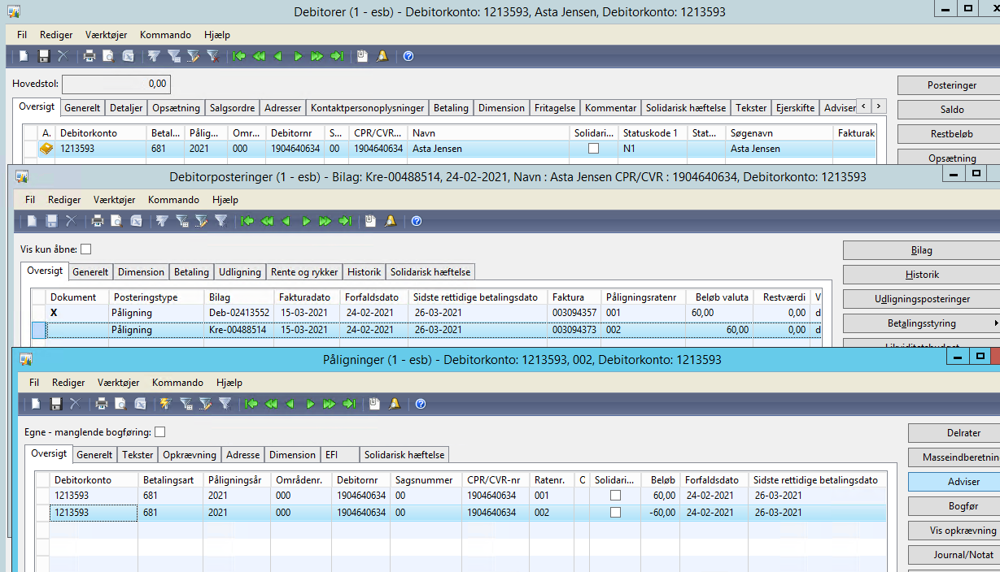 Debitorer (1 - esb) - Debitorkonto: 1213593, Asta Jensen, Debitorkonto: 1213593
Fil Rediger Værktøjer Kommando Hjælp
Hovedstol: 0,00 Posteringer
Oversigt Generelt Detaljer Opsætning Salgsordre Adresser Kontaktpersonoplysninger Betaling Dimension Fritagelse Kommentar Solidarisk hæftelse Tekster Ejerskifte Adviser < >
Saldo
A. Debitorkonto Betal... Pålig... Omr... Debitornr S... CPR/CVR... Navn Solidari... Statuskode 1 Stat... Søgenavn Fakturak
Restbeløb
1213593 681 2021 000 1904640634 00 1904640634 Asta Jensen N1 Asta Jensen
Opsætning
Debitorposteringer (1 - esb) - Bilag: Kre-00488514, 24-02-2021, Navn : Asta Jensen CPR/CVR : 1904640634, Debitorkonto: 1213593
Fil Rediger Værktøjer Kommando Hjælp
Vis kun åbne: Bilag
Oversigt Generelt Dimension Betaling Udligning Rente og rykker Historik Solidarisk hæftelse
Historik
Dokument Posteringstype Bilag Fakturadato Forfaldsdato Sidste rettidige betalingsdato Faktura Påligningsratenr Beløb valuta Restværdi V
Udligningsposteringer
X Påligning Deb-02413552 15-03-2021 24-02-2021 26-03-2021 003094357 001 60,00 0,00 d
Betalingsstyring
Påligning Kre-00488514 15-03-2021 24-02-2021 26-03-2021 003094373 002 60,00 0,00 d
Likviditetsbudget
Påligninger (1 - esb) - Debitorkonto: 1213593, 002, Debitorkonto: 1213593
Fil Rediger Værktøjer Kommando Hjælp
Egne - manglende bogføring: Delrater
Oversigt Generelt Tekster Opkrævning Adresse Dimension EFI Solidarisk hæftelse
Masseindberetnin
Debitorkonto Betalingsart Påligningsår Områdenr. Debitornr Sagsnummer CPR/CVR-nr Ratenr. C Solidari... Beløb Forfaldsdato Sidste rettidige betalingsdato
Adviser
1213593 681 2021 000 1904640634 00 1904640634 001 60,00 24-02-2021 26-03-2021
Bogfør
1213593 681 2021 000 1904640634 00 1904640634 002 -60,00 24-02-2021 26-03-2021
Vis opkrævning
Journal/Notat